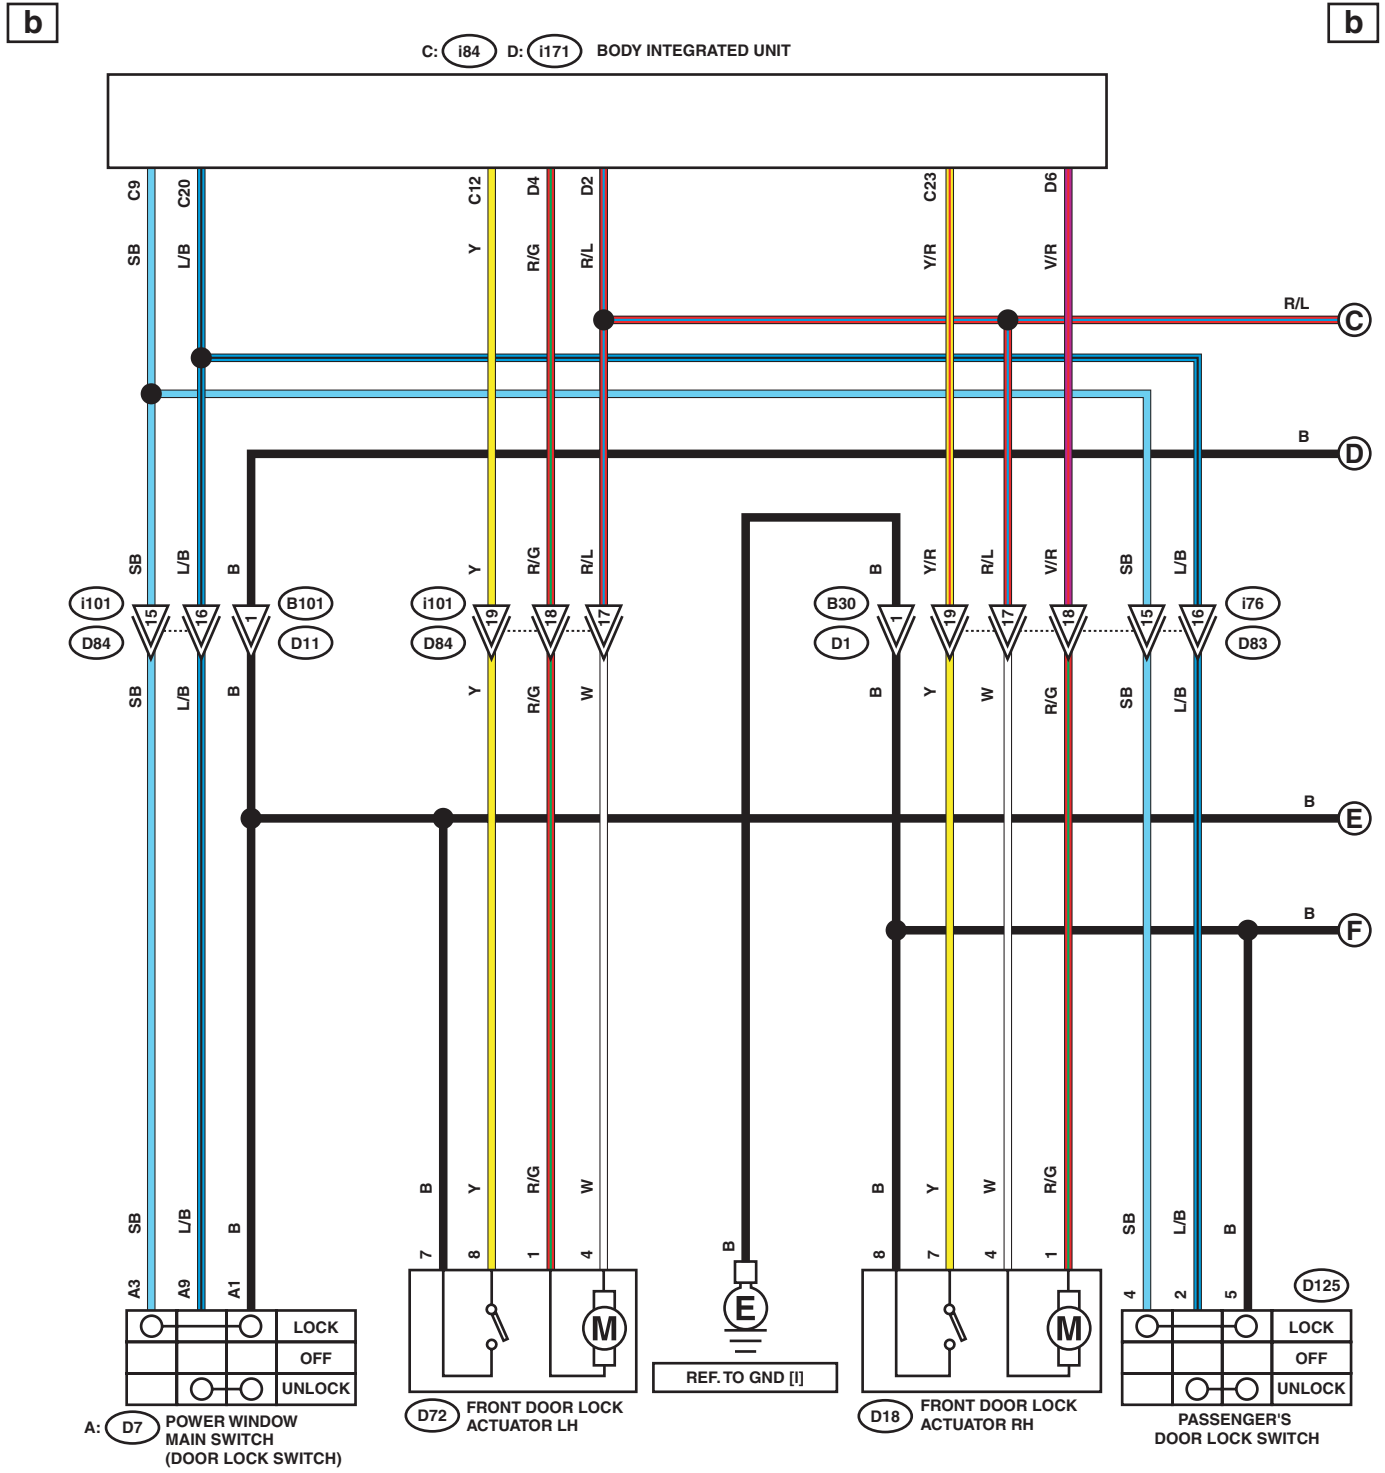 b b
C: i84 D: i171 BODY INTEGRATED UNIT
C9 C20 C12 D4 D2 C23 D6
SB L/B Y R/G R/L Y/R V/R
R/L
C
B
D
SB L/B B Y R/G R/L B Y/R R/L V/R SB L/B
i101 15 16 1 B101 i101 19 18 17 B30 1 19 17 18 15 16 i76
D84 D11 D84 D1 D83
SB L/B B Y R/G W B Y W R/G SB L/B
B
E
B
F
B Y R/G W B Y W R/G
SB L/B B SB L/B B
7 8 1 4 B 8 7 4 1
A3 A9 A1 4 2 5 D125
LOCK M E M LOCK
OFF OFF
UNLOCK REF. TO GND [I] UNLOCK
A: D7 POWER WINDOW
MAIN SWITCH
(DOOR LOCK SWITCH)
D72 FRONT DOOR LOCK
ACTUATOR LH
D18 FRONT DOOR LOCK
ACTUATOR RH
PASSENGER'S
DOOR LOCK SWITCH